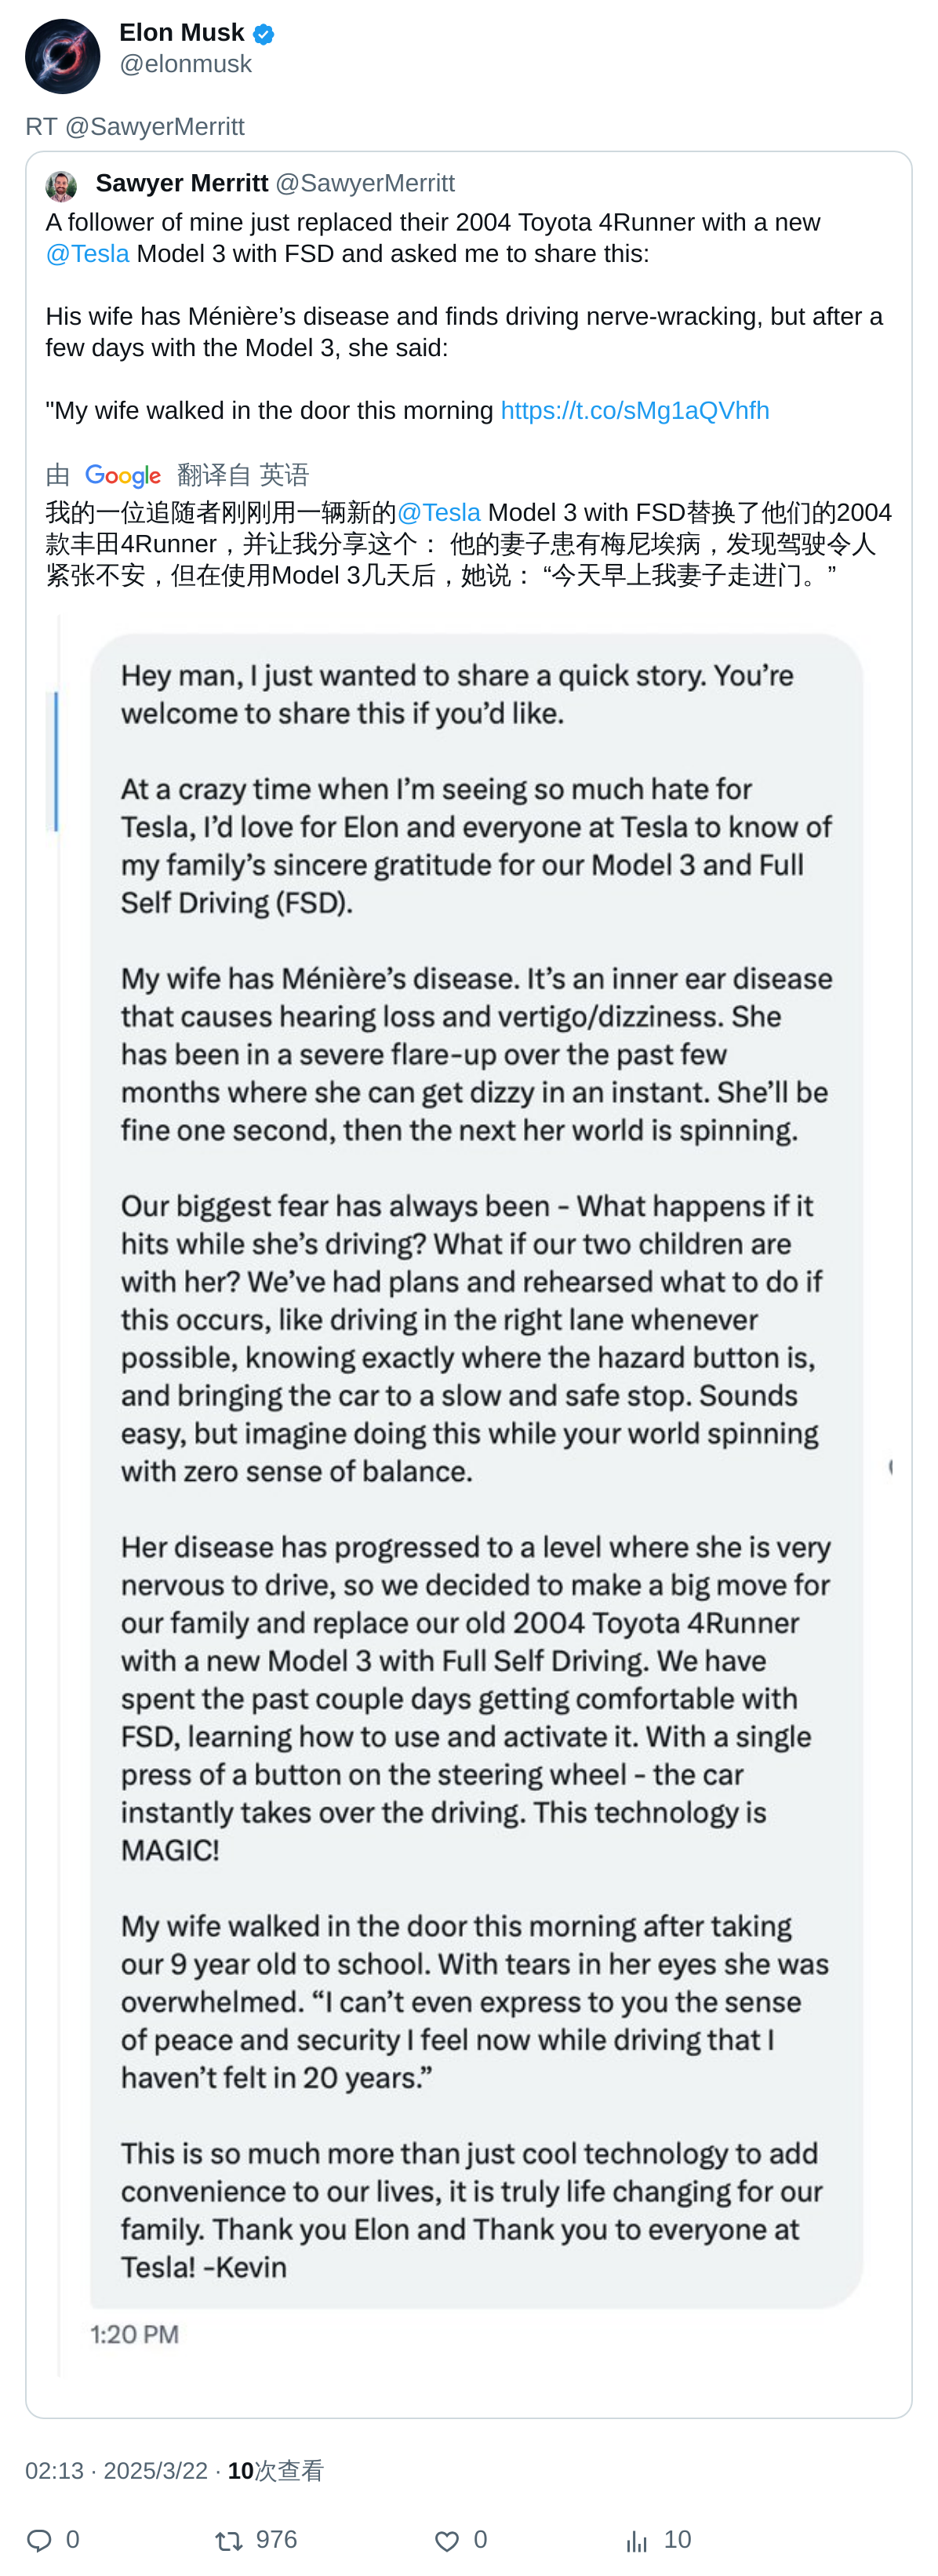 Elon Musk
@elonmusk
RT @SawyerMerritt
Sawyer Merritt @SawyerMerritt
A follower of mine just replaced their 2004 Toyota 4Runner with a new
@Tesla Model 3 with FSD and asked me to share this:
His wife has Ménière’s disease and finds driving nerve-wracking, but after a
few days with the Model 3, she said:
"My wife walked in the door this morning https://t.co/sMg1aQVhfh
由 Google 翻译自 英语
我的一位追随者刚刚用一辆新的@Tesla Model 3 with FSD替换了他们的2004
款丰田4Runner，并让我分享这个： 他的妻子患有梅尼埃病，发现驾驶令人
紧张不安，但在使用Model 3几天后，她说： “今天早上我妻子走进门。”
Hey man, I just wanted to share a quick story. You’re
welcome to share this if you’d like.
At a crazy time when I’m seeing so much hate for
Tesla, I’d love for Elon and everyone at Tesla to know of
my family’s sincere gratitude for our Model 3 and Full
Self Driving (FSD).
My wife has Ménière’s disease. It’s an inner ear disease
that causes hearing loss and vertigo/dizziness. She
has been in a severe flare-up over the past few
months where she can get dizzy in an instant. She’ll be
fine one second, then the next her world is spinning.
Our biggest fear has always been - What happens if it
hits while she’s driving? What if our two children are
with her? We’ve had plans and rehearsed what to do if
this occurs, like driving in the right lane whenever
possible, knowing exactly where the hazard button is,
and bringing the car to a slow and safe stop. Sounds
easy, but imagine doing this while your world spinning
with zero sense of balance.
Her disease has progressed to a level where she is very
nervous to drive, so we decided to make a big move for
our family and replace our old 2004 Toyota 4Runner
with a new Model 3 with Full Self Driving. We have
spent the past couple days getting comfortable with
FSD, learning how to use and activate it. With a single
press of a button on the steering wheel - the car
instantly takes over the driving. This technology is
MAGIC!
My wife walked in the door this morning after taking
our 9 year old to school. With tears in her eyes she was
overwhelmed. “I can’t even express to you the sense
of peace and security I feel now while driving that I
haven’t felt in 20 years.”
This is so much more than just cool technology to add
convenience to our lives, it is truly life changing for our
family. Thank you Elon and Thank you to everyone at
Tesla! -Kevin
1:20 PM
02:13 · 2025/3/22 · 10次查看
0 976 0 10